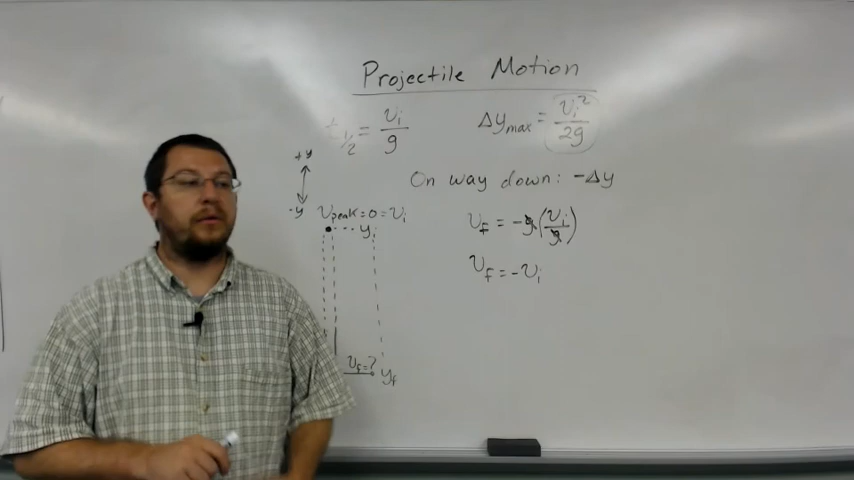 Projectile Motion
t½ = vi/g
Δymax = vi²/2g
+y
On way down: -Δy
-y
vpeak=0=vi
yi
vf = -g(vi/g)
vf = -vi
vf=?
yf